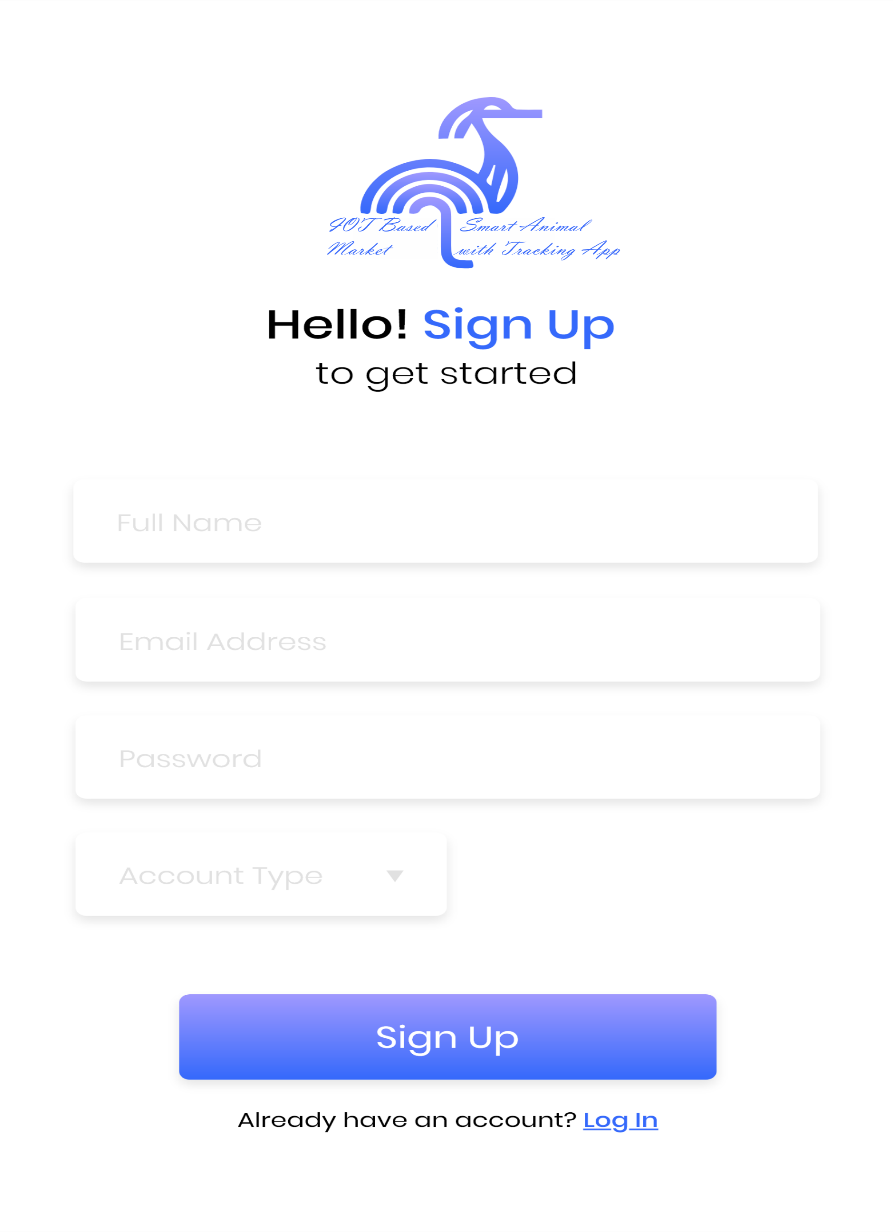 IOT Based Smart Animal
Market with Tracking App
Hello! Sign Up
to get started
Full Name
Email Address
Password
Account Type
Sign Up
Already have an account? Log In